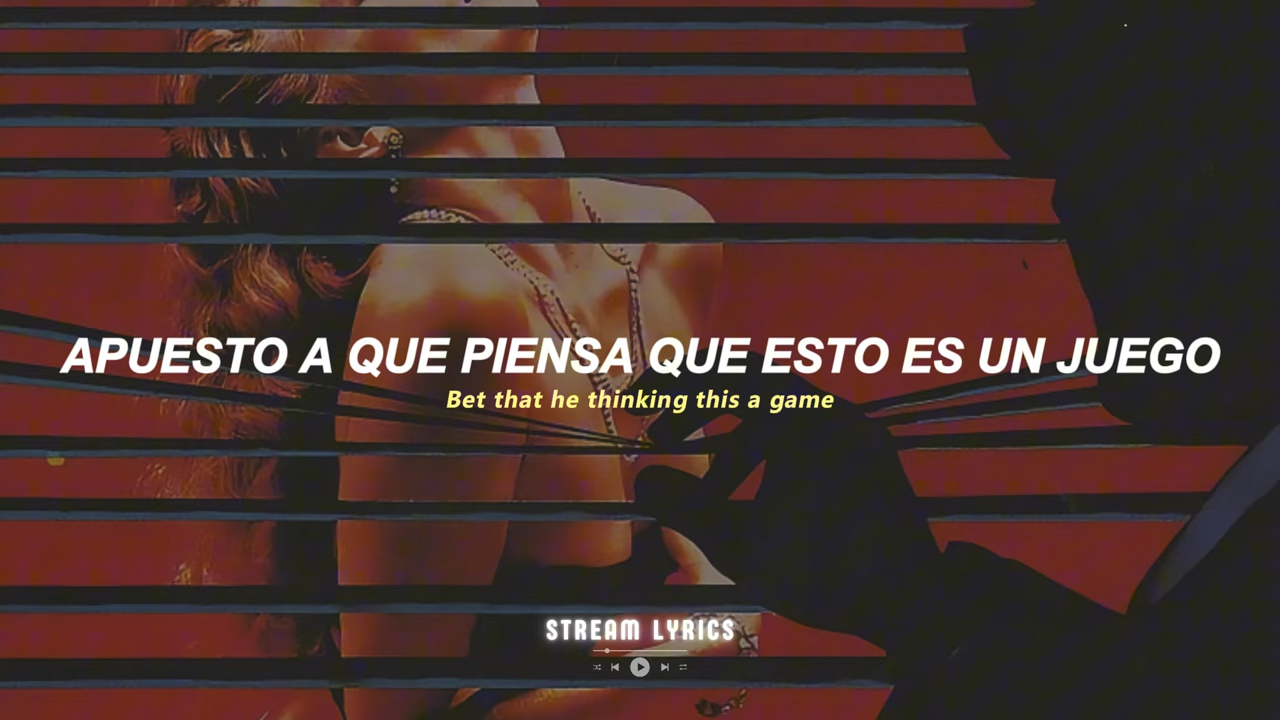 APUESTO A QUE PIENSA QUE ESTO ES UN JUEGO
Bet that he thinking this a game
STREAM LYRICS